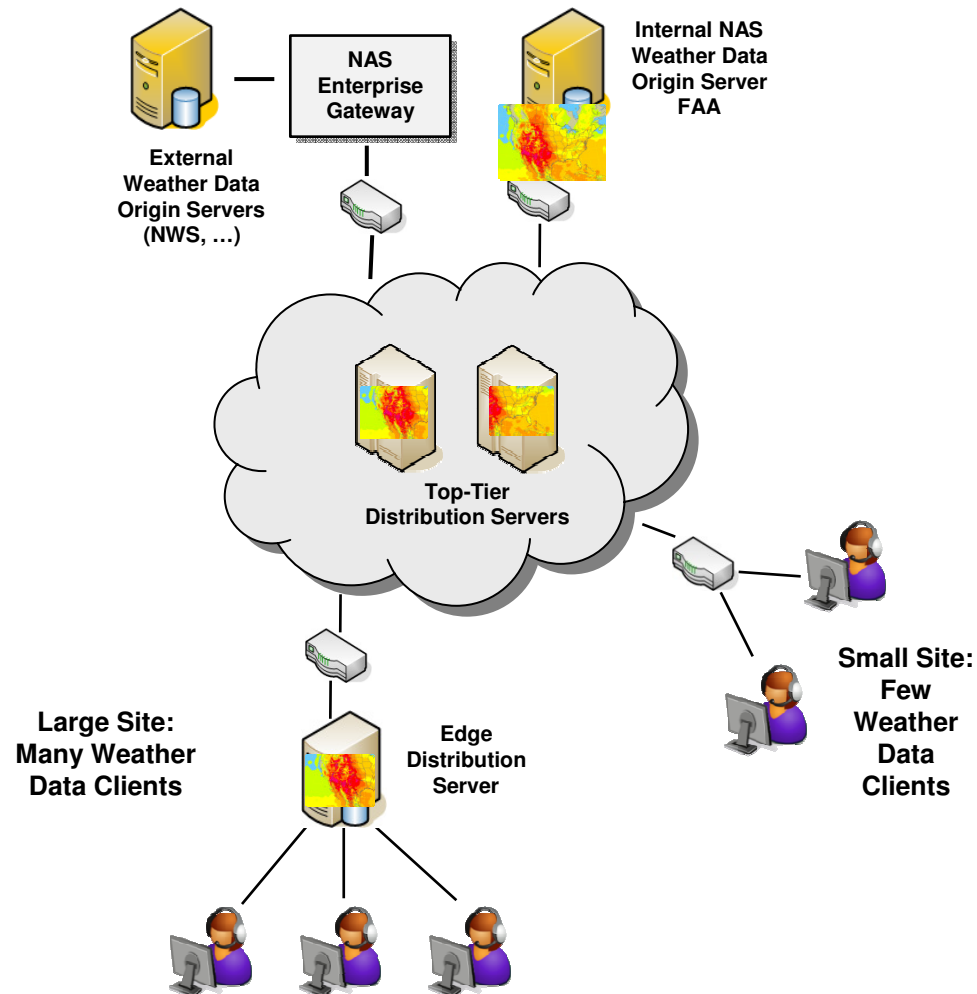 NAS
Enterprise
Gateway
Internal NAS
Weather Data
Origin Server
FAA
External
Weather Data
Origin Servers
(NWS, …)
Top-Tier
Distribution Servers
Large Site:
Many Weather
Data Clients
Edge
Distribution
Server
Small Site:
Few
Weather
Data
Clients